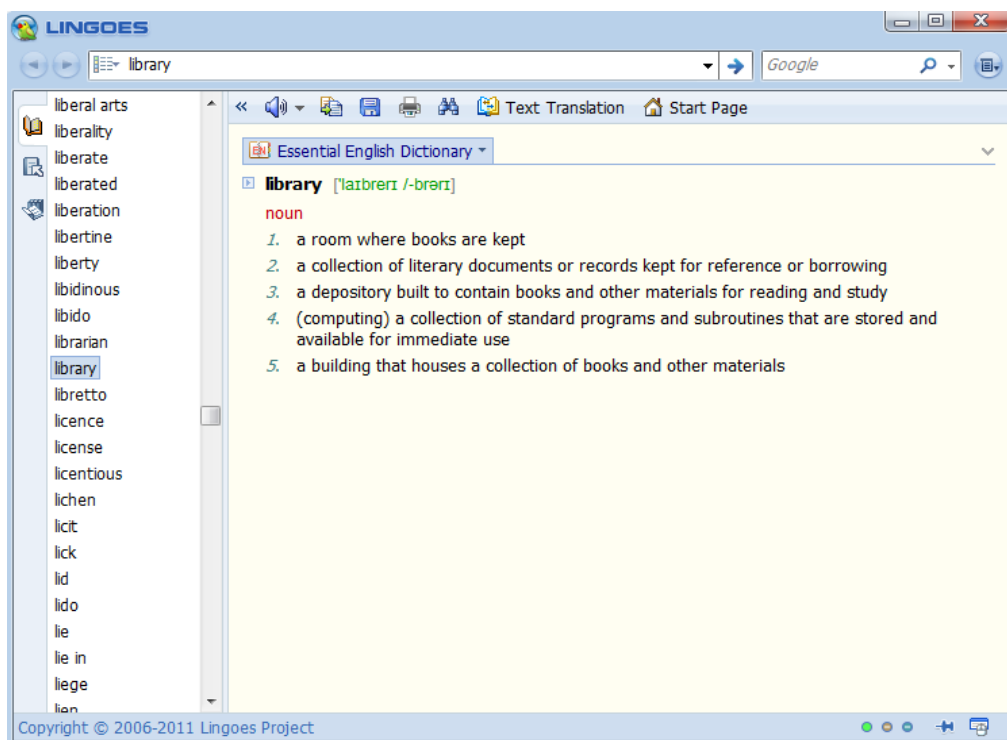 LINGOES
library
Google
liberal arts
liberality
liberate
liberated
liberation
libertine
liberty
libidinous
libido
librarian
library
libretto
licence
license
licentious
lichen
licit
lick
lid
lido
lie
lie in
liege
lien
Text Translation
Start Page
EN Essential English Dictionary
library ['laɪbrerɪ /-brərɪ]
noun
1. a room where books are kept
2. a collection of literary documents or records kept for reference or borrowing
3. a depository built to contain books and other materials for reading and study
4. (computing) a collection of standard programs and subroutines that are stored and
available for immediate use
5. a building that houses a collection of books and other materials
Copyright © 2006-2011 Lingoes Project